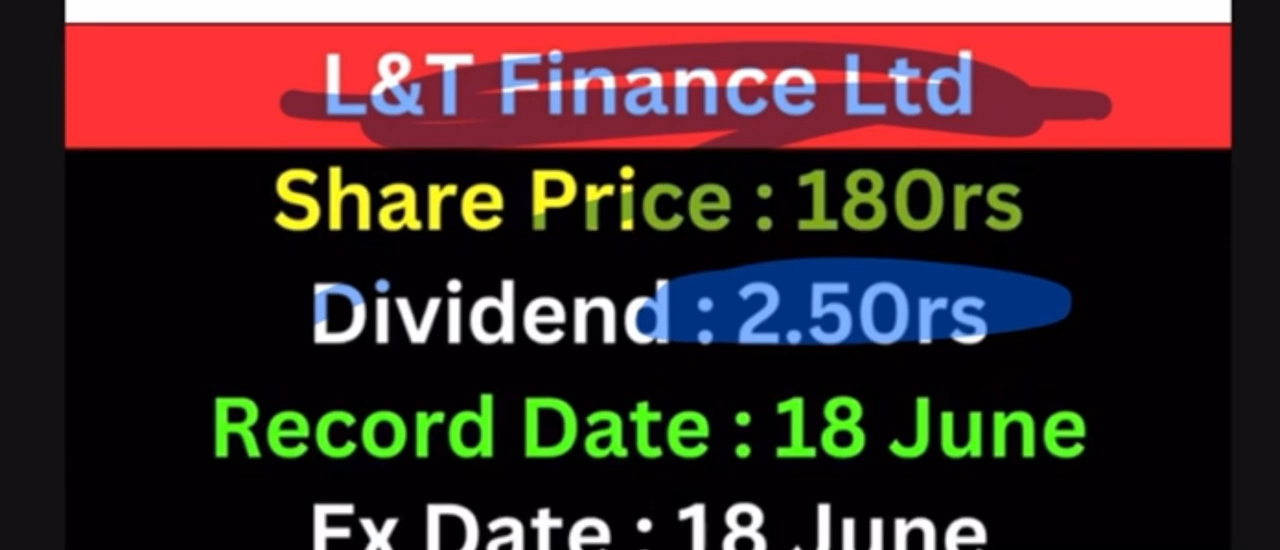 L&T Finance Ltd
Share Price : 180rs
Dividend : 2.50rs
Record Date : 18 June
Ex Date : 18 June